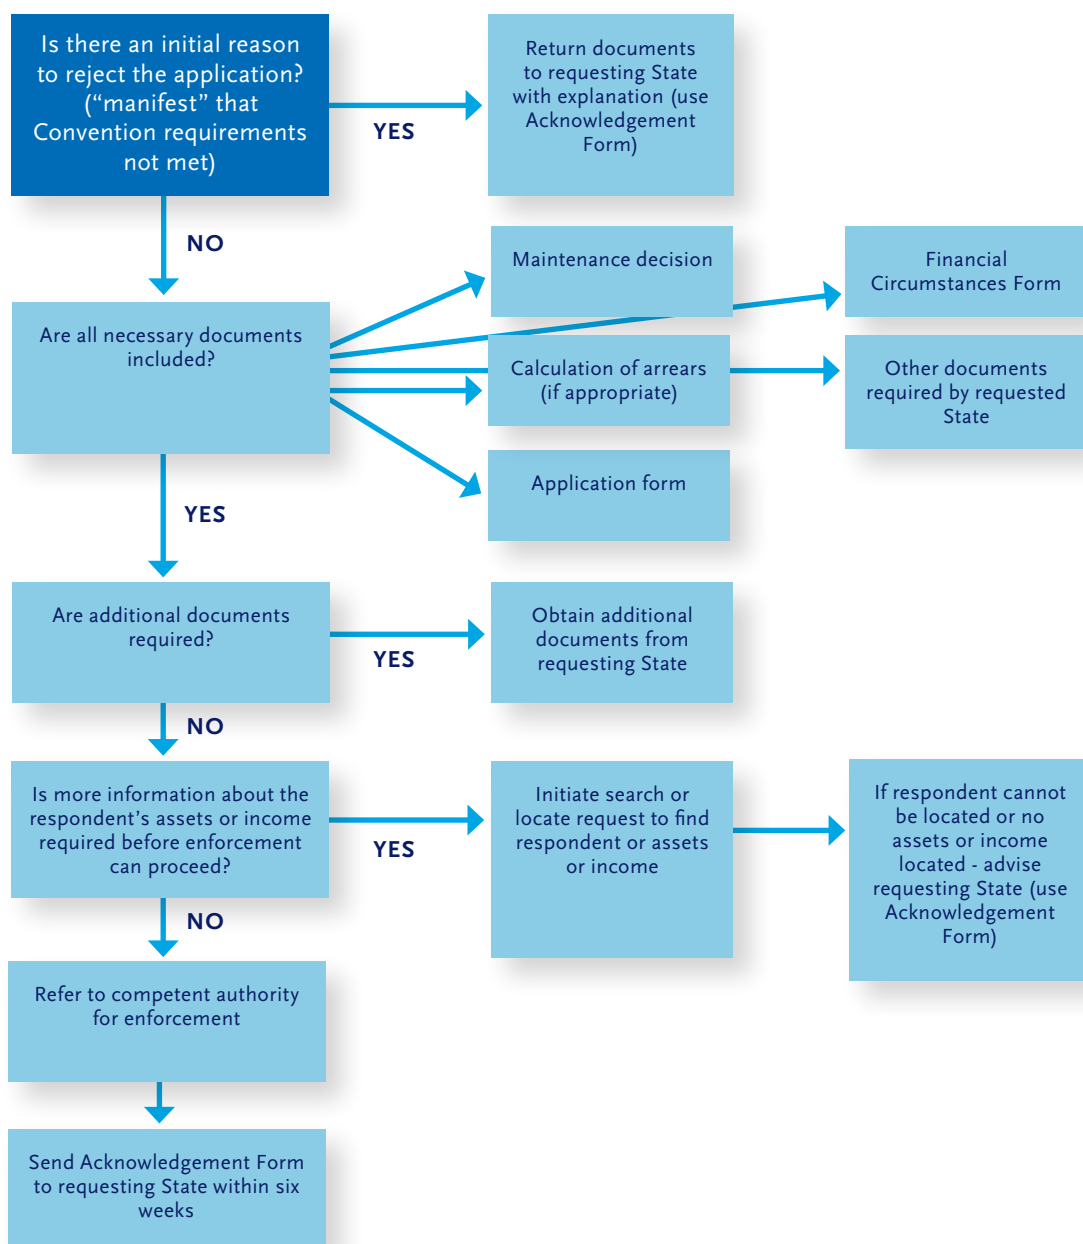 Is there an initial reason
to reject the application?
(“manifest” that
Convention requirements
not met)
YES
Return documents
to requesting State
with explanation (use
Acknowledgement
Form)
NO
Are all necessary documents
included?
Maintenance decision
Financial
Circumstances Form
Calculation of arrears
(if appropriate)
Other documents
required by requested
State
Application form
YES
Are additional documents
required?
YES
Obtain additional
documents from
requesting State
NO
Is more information about the
respondent’s assets or income
required before enforcement
can proceed?
YES
Initiate search or
locate request to find
respondent or assets
or income
If respondent cannot
be located or no
assets or income
located - advise
requesting State (use
Acknowledgement
Form)
NO
Refer to competent authority
for enforcement
Send Acknowledgement Form
to requesting State within six
weeks